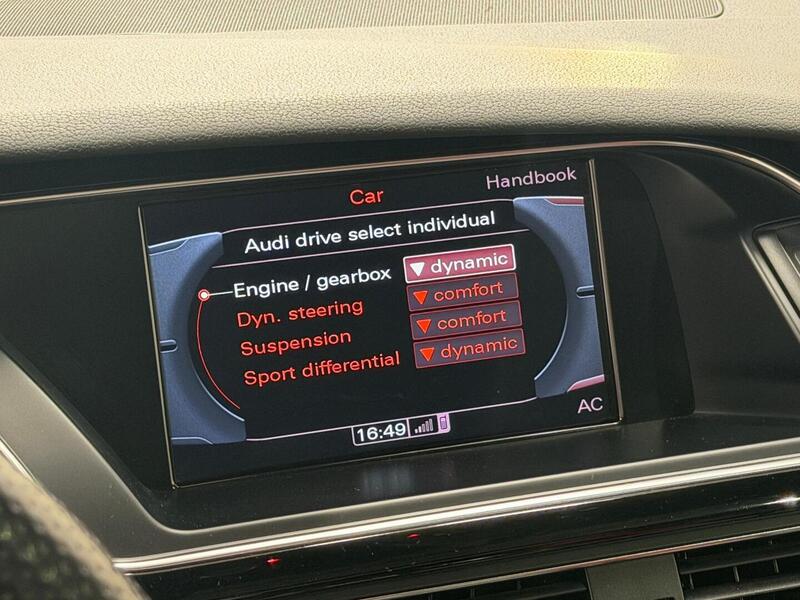 Car
Handbook
Audi drive select individual
Engine / gearbox dynamic
Dyn. steering comfort
Suspension comfort
Sport differential dynamic
16:49
AC